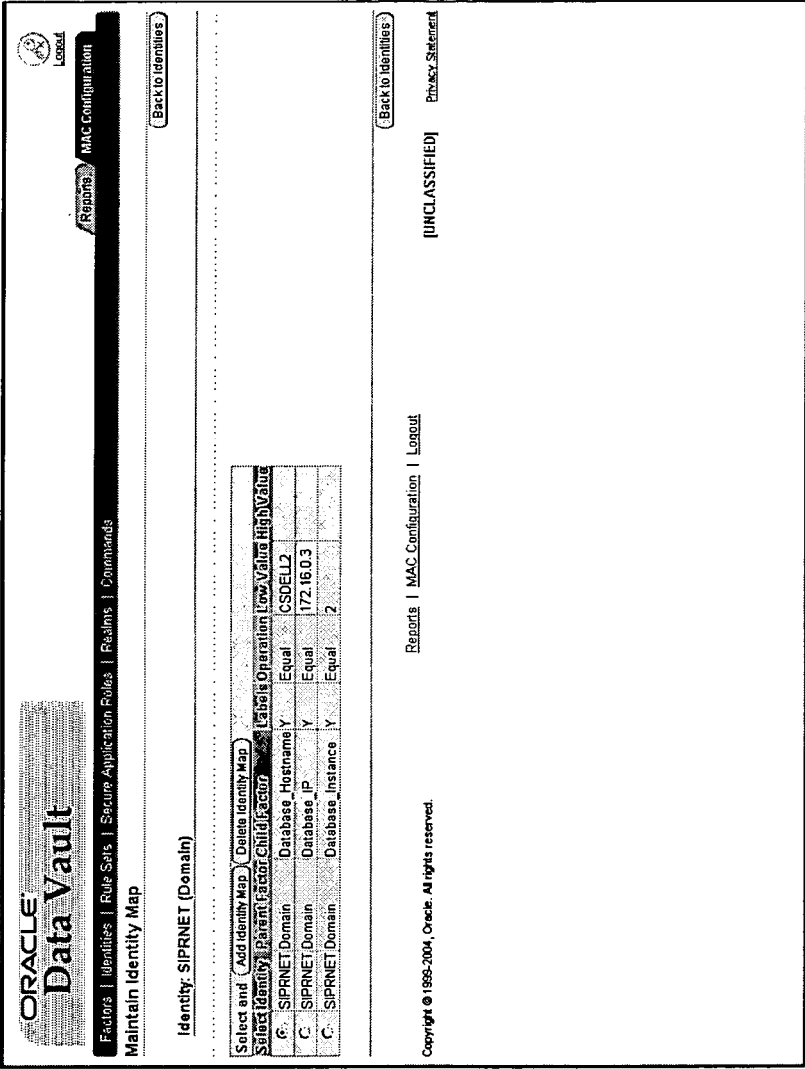 ORACLE
Data Vault
Logout
Reports MAC Configuration
Factors | Identities | Rule Sets | Secure Application Roles | Realms | Commands
Maintain Identity Map
Back to Identities
Identity: SIPRNET (Domain)
Select and Add Identity Map Delete Identity Map
Select Identity Parent Factor Child Factor Labels Operation Low Value High Value
SIPRNET Domain Database_Hostname Y Equal CSDELL2
SIPRNET Domain Database_IP Y Equal 172.16.0.3
SIPRNET Domain Database_Instance Y Equal 2
Back to Identities
Reports | MAC Configuration | Logout
Copyright © 1999-2004, Oracle. All rights reserved.
[UNCLASSIFIED]
Privacy Statement